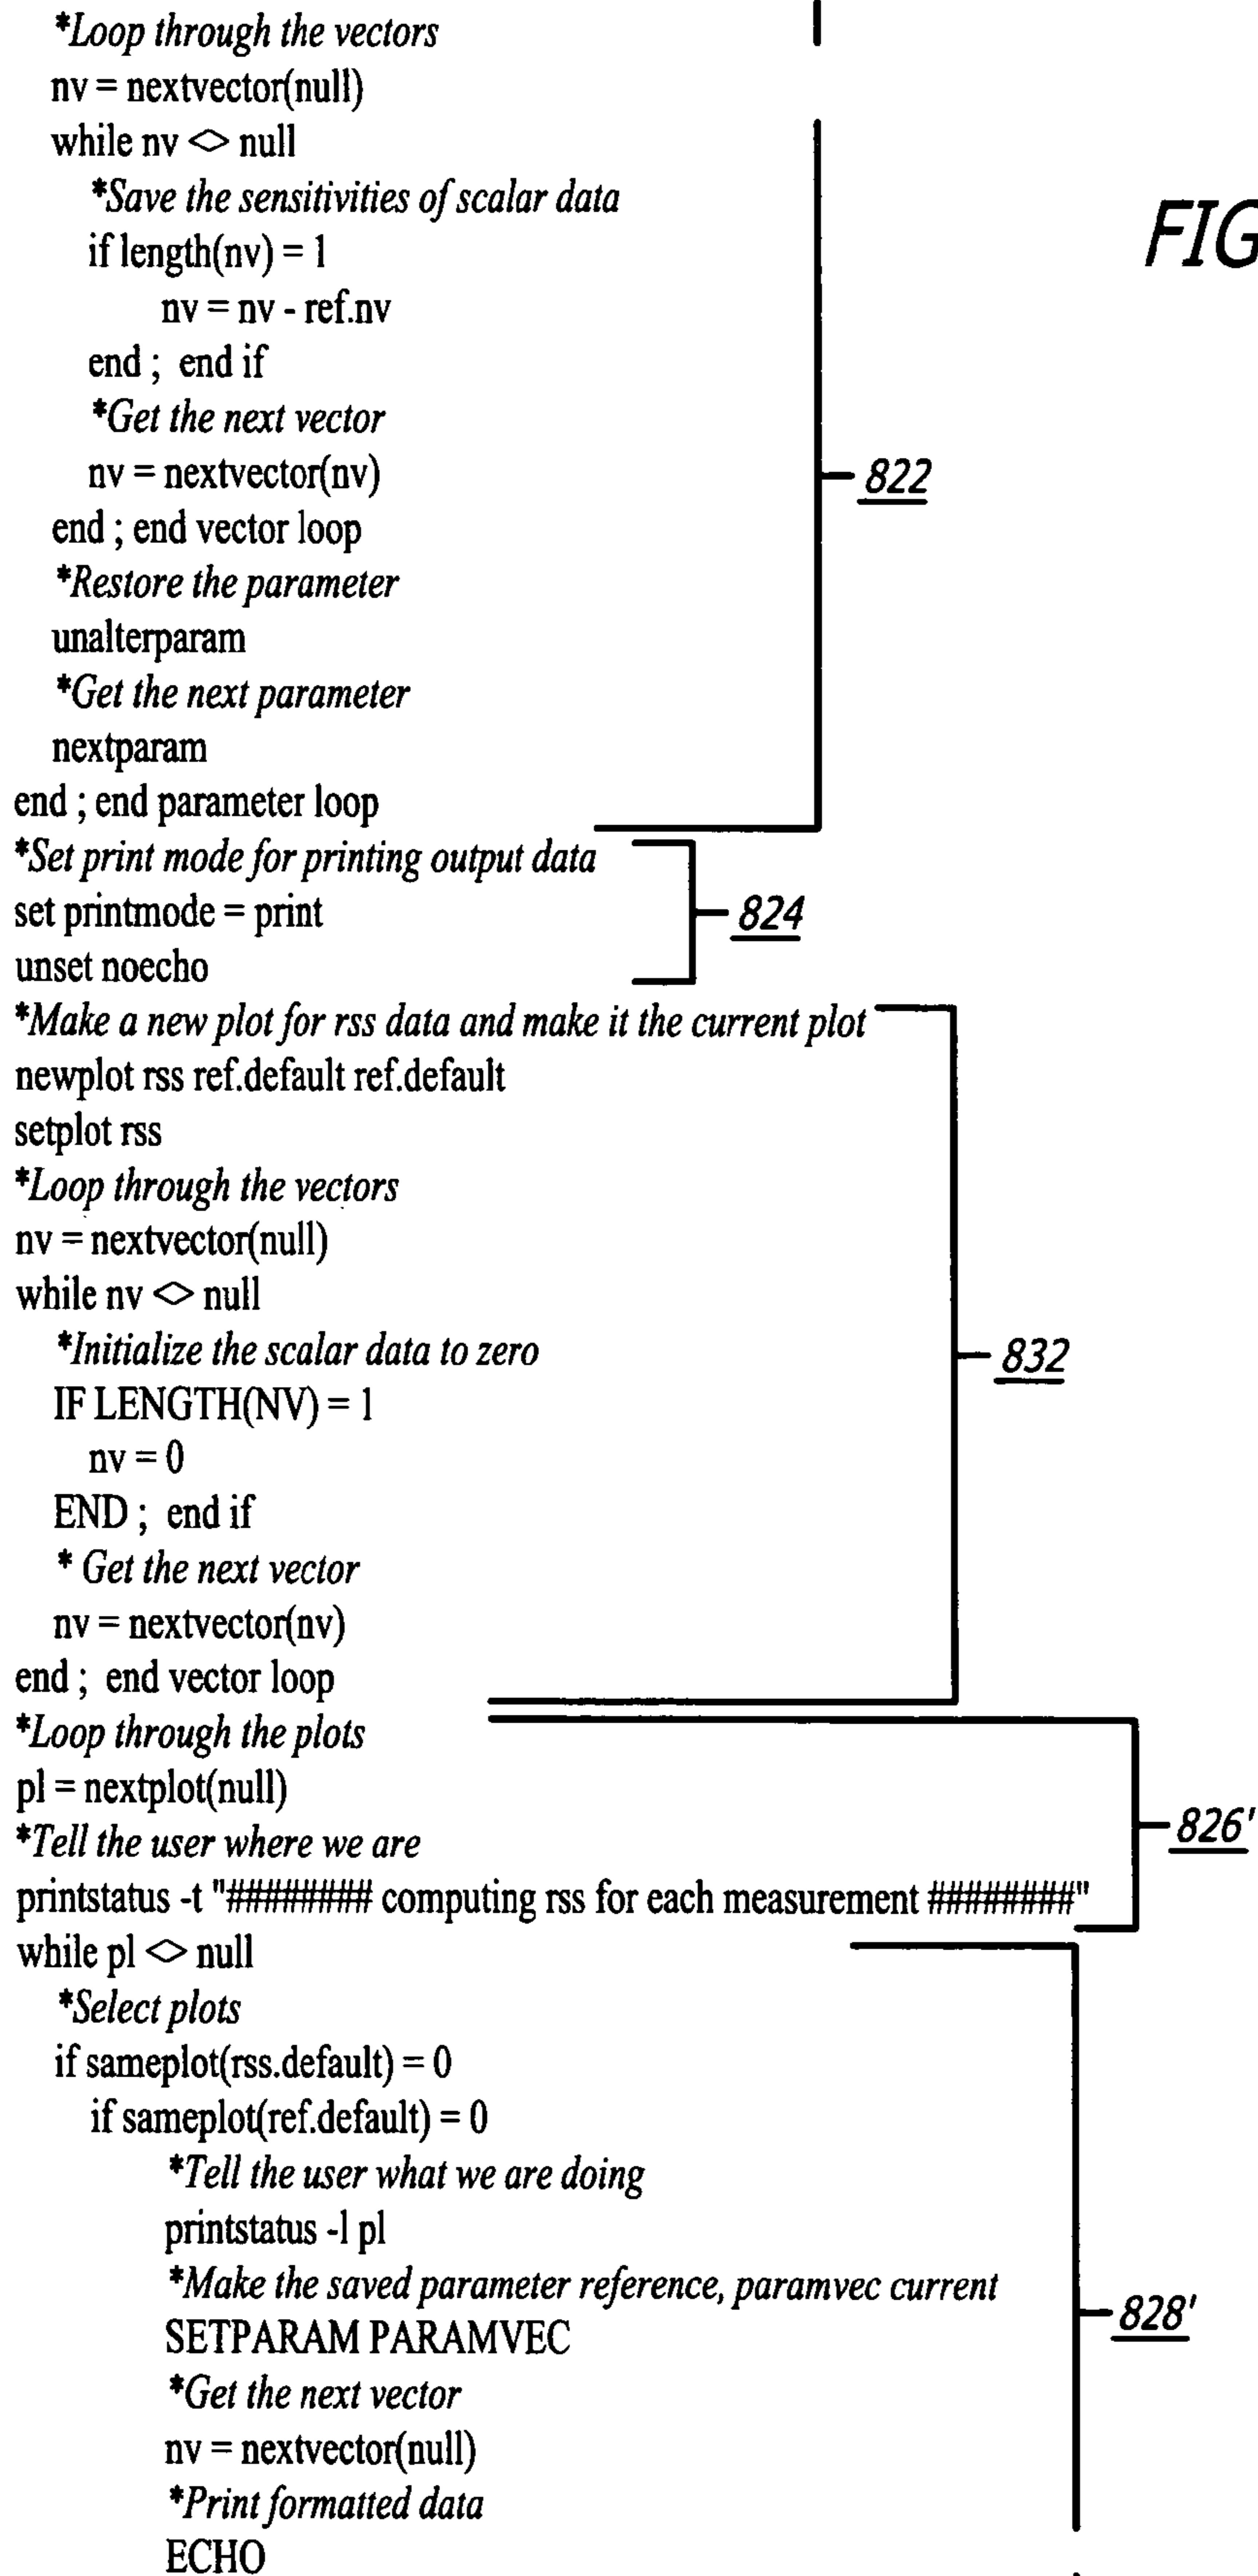 *Loop through the vectors
nv = nextvector(null)
while nv <> null
*Save the sensitivities of scalar data
if length(nv) = 1
nv = nv - ref.nv
end ; end if
*Get the next vector
nv = nextvector(nv)
end ; end vector loop
*Restore the parameter
unalterparam
*Get the next parameter
nextparam
end ; end parameter loop
FIG
822
*Set print mode for printing output data
set printmode = print
unset noecho
824
*Make a new plot for rss data and make it the current plot
newplot rss ref.default ref.default
setplot rss
*Loop through the vectors
nv = nextvector(null)
while nv <> null
*Initialize the scalar data to zero
IF LENGTH(NV) = 1
nv = 0
END ; end if
* Get the next vector
nv = nextvector(nv)
end ; end vector loop
832
*Loop through the plots
pl = nextplot(null)
*Tell the user where we are
printstatus -t "######## computing rss for each measurement ########"
826'
while pl <> null
*Select plots
if sameplot(rss.default) = 0
if sameplot(ref.default) = 0
*Tell the user what we are doing
printstatus -l pl
*Make the saved parameter reference, paramvec current
SETPARAM PARAMVEC
*Get the next vector
nv = nextvector(null)
*Print formatted data
ECHO
828'